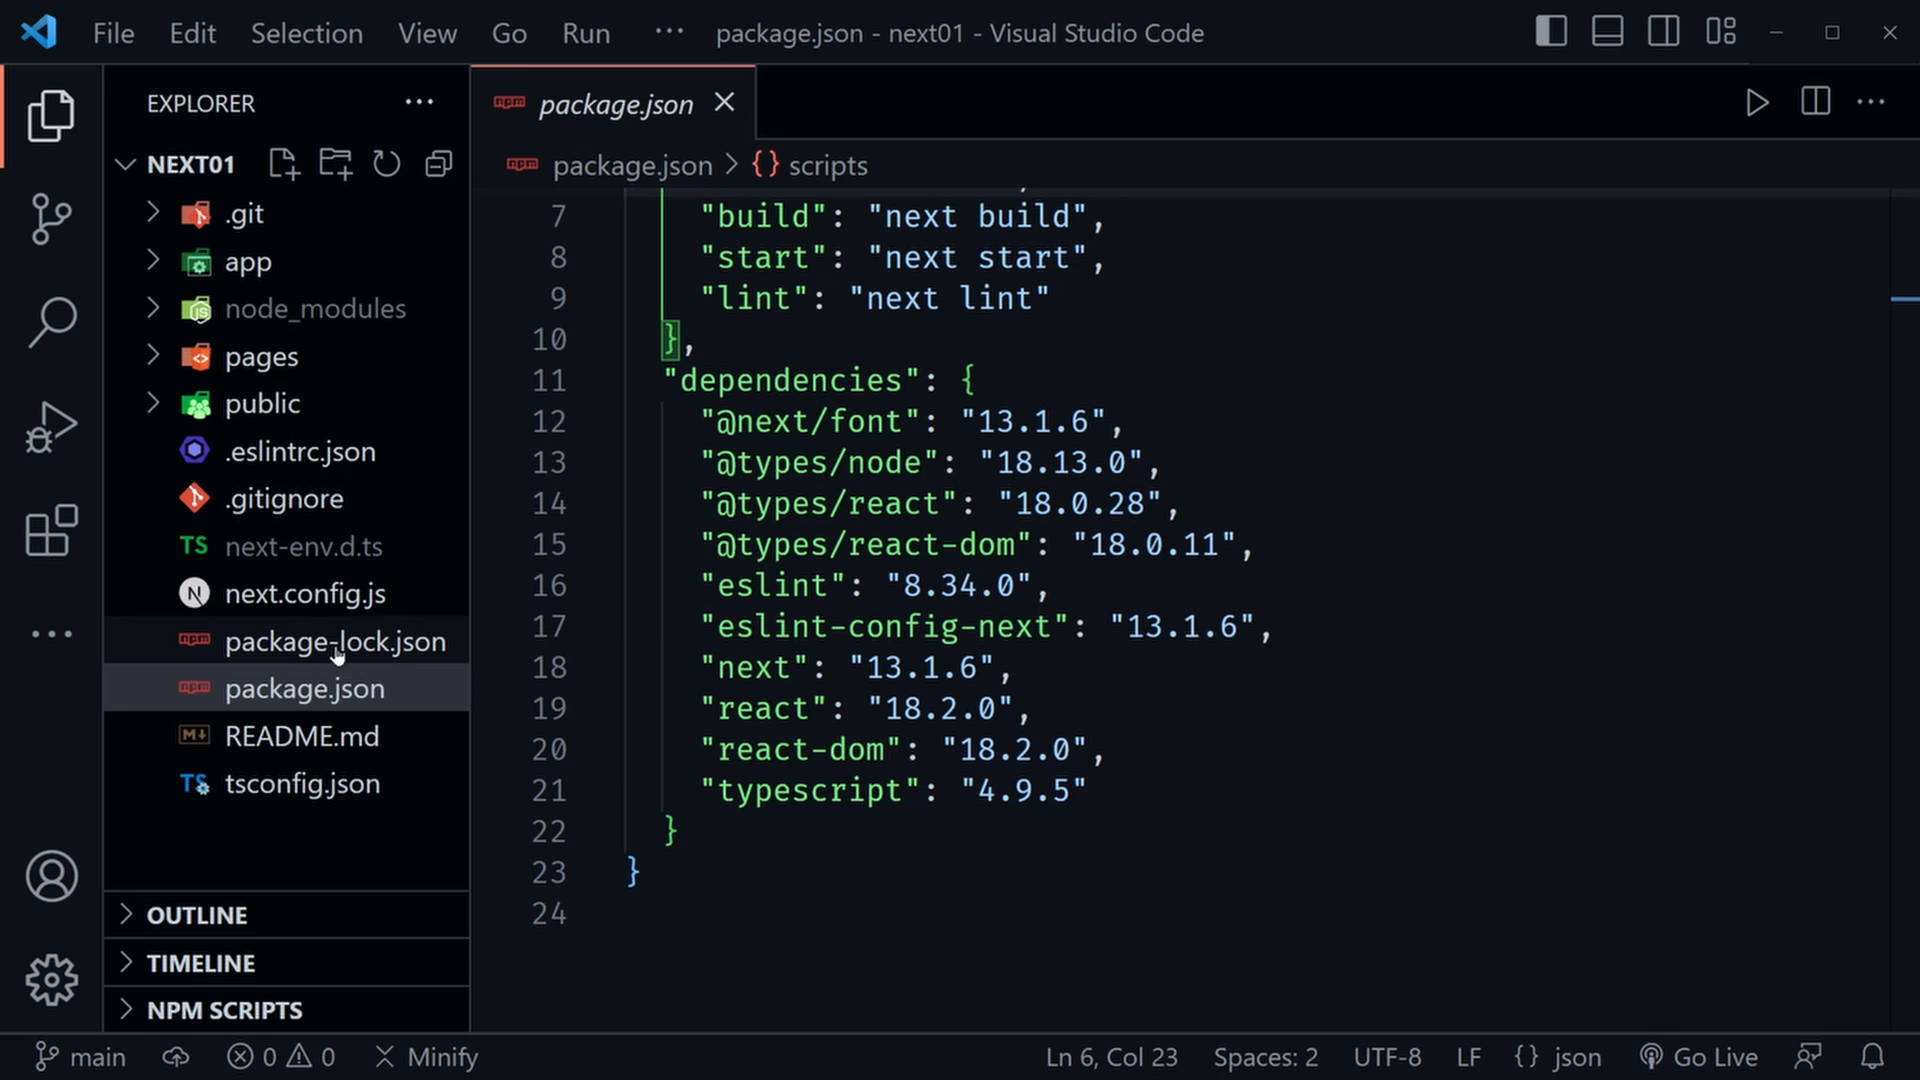 File Edit Selection View Go Run ··· package.json - next01 - Visual Studio Code
EXPLORER ···
NEXT01
.git
app
node_modules
pages
public
.eslintrc.json
.gitignore
TS next-env.d.ts
N next.config.js
npm package-lock.json
npm package.json
M README.md
TS tsconfig.json
OUTLINE
TIMELINE
NPM SCRIPTS
npm package.json
npm package.json > {} scripts
7 "build": "next build",
8 "start": "next start",
9 "lint": "next lint"
10 },
11 "dependencies": {
12 "@next/font": "13.1.6",
13 "@types/node": "18.13.0",
14 "@types/react": "18.0.28",
15 "@types/react-dom": "18.0.11",
16 "eslint": "8.34.0",
17 "eslint-config-next": "13.1.6",
18 "next": "13.1.6",
19 "react": "18.2.0",
20 "react-dom": "18.2.0",
21 "typescript": "4.9.5"
22 }
23 }
24
main 0 0 Minify Ln 6, Col 23 Spaces: 2 UTF-8 LF {} json Go Live